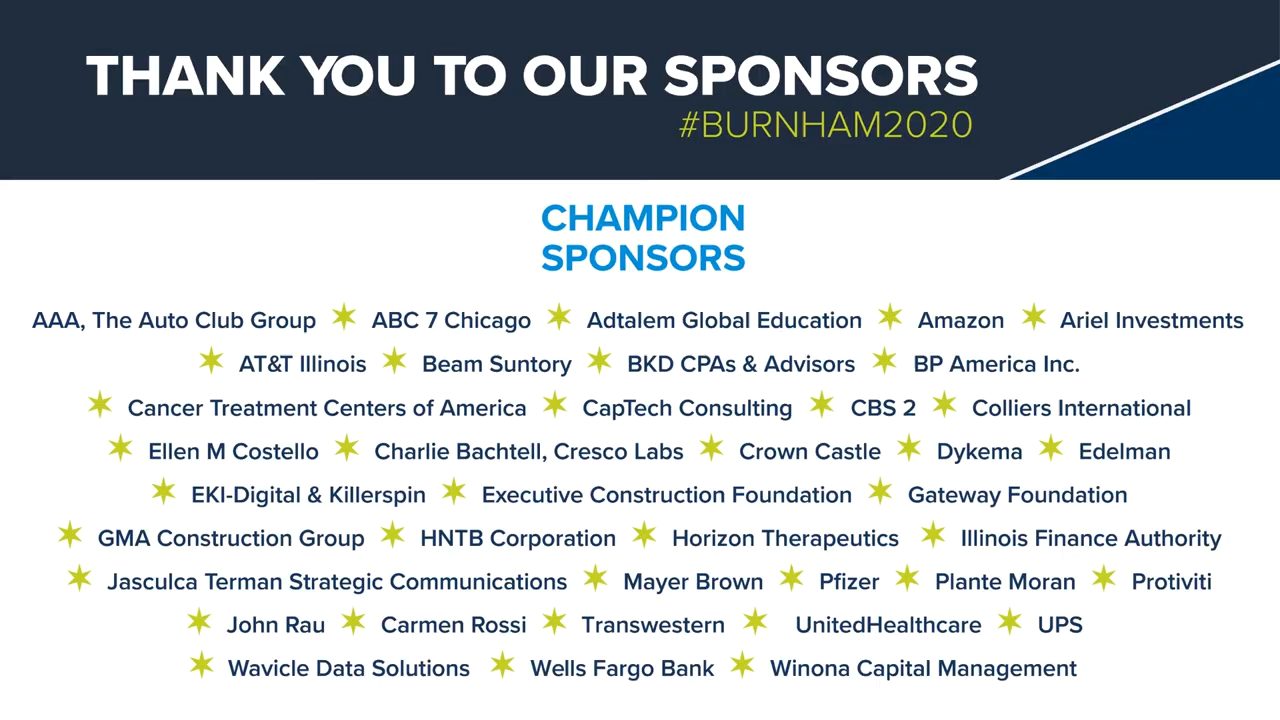 THANK YOU TO OUR SPONSORS
#BURNHAM2020
CHAMPION
SPONSORS
AAA, The Auto Club Group ✶ ABC 7 Chicago ✶ Adtalem Global Education ✶ Amazon ✶ Ariel Investments
✶ AT&T Illinois ✶ Beam Suntory ✶ BKD CPAs & Advisors ✶ BP America Inc.
✶ Cancer Treatment Centers of America ✶ CapTech Consulting ✶ CBS 2 ✶ Colliers International
✶ Ellen M Costello ✶ Charlie Bachtell, Cresco Labs ✶ Crown Castle ✶ Dykema ✶ Edelman
✶ EKI-Digital & Killerspin ✶ Executive Construction Foundation ✶ Gateway Foundation
✶ GMA Construction Group ✶ HNTB Corporation ✶ Horizon Therapeutics ✶ Illinois Finance Authority
✶ Jasculca Terman Strategic Communications ✶ Mayer Brown ✶ Pfizer ✶ Plante Moran ✶ Protiviti
✶ John Rau ✶ Carmen Rossi ✶ Transwestern ✶ UnitedHealthcare ✶ UPS
✶ Wavicle Data Solutions ✶ Wells Fargo Bank ✶ Winona Capital Management